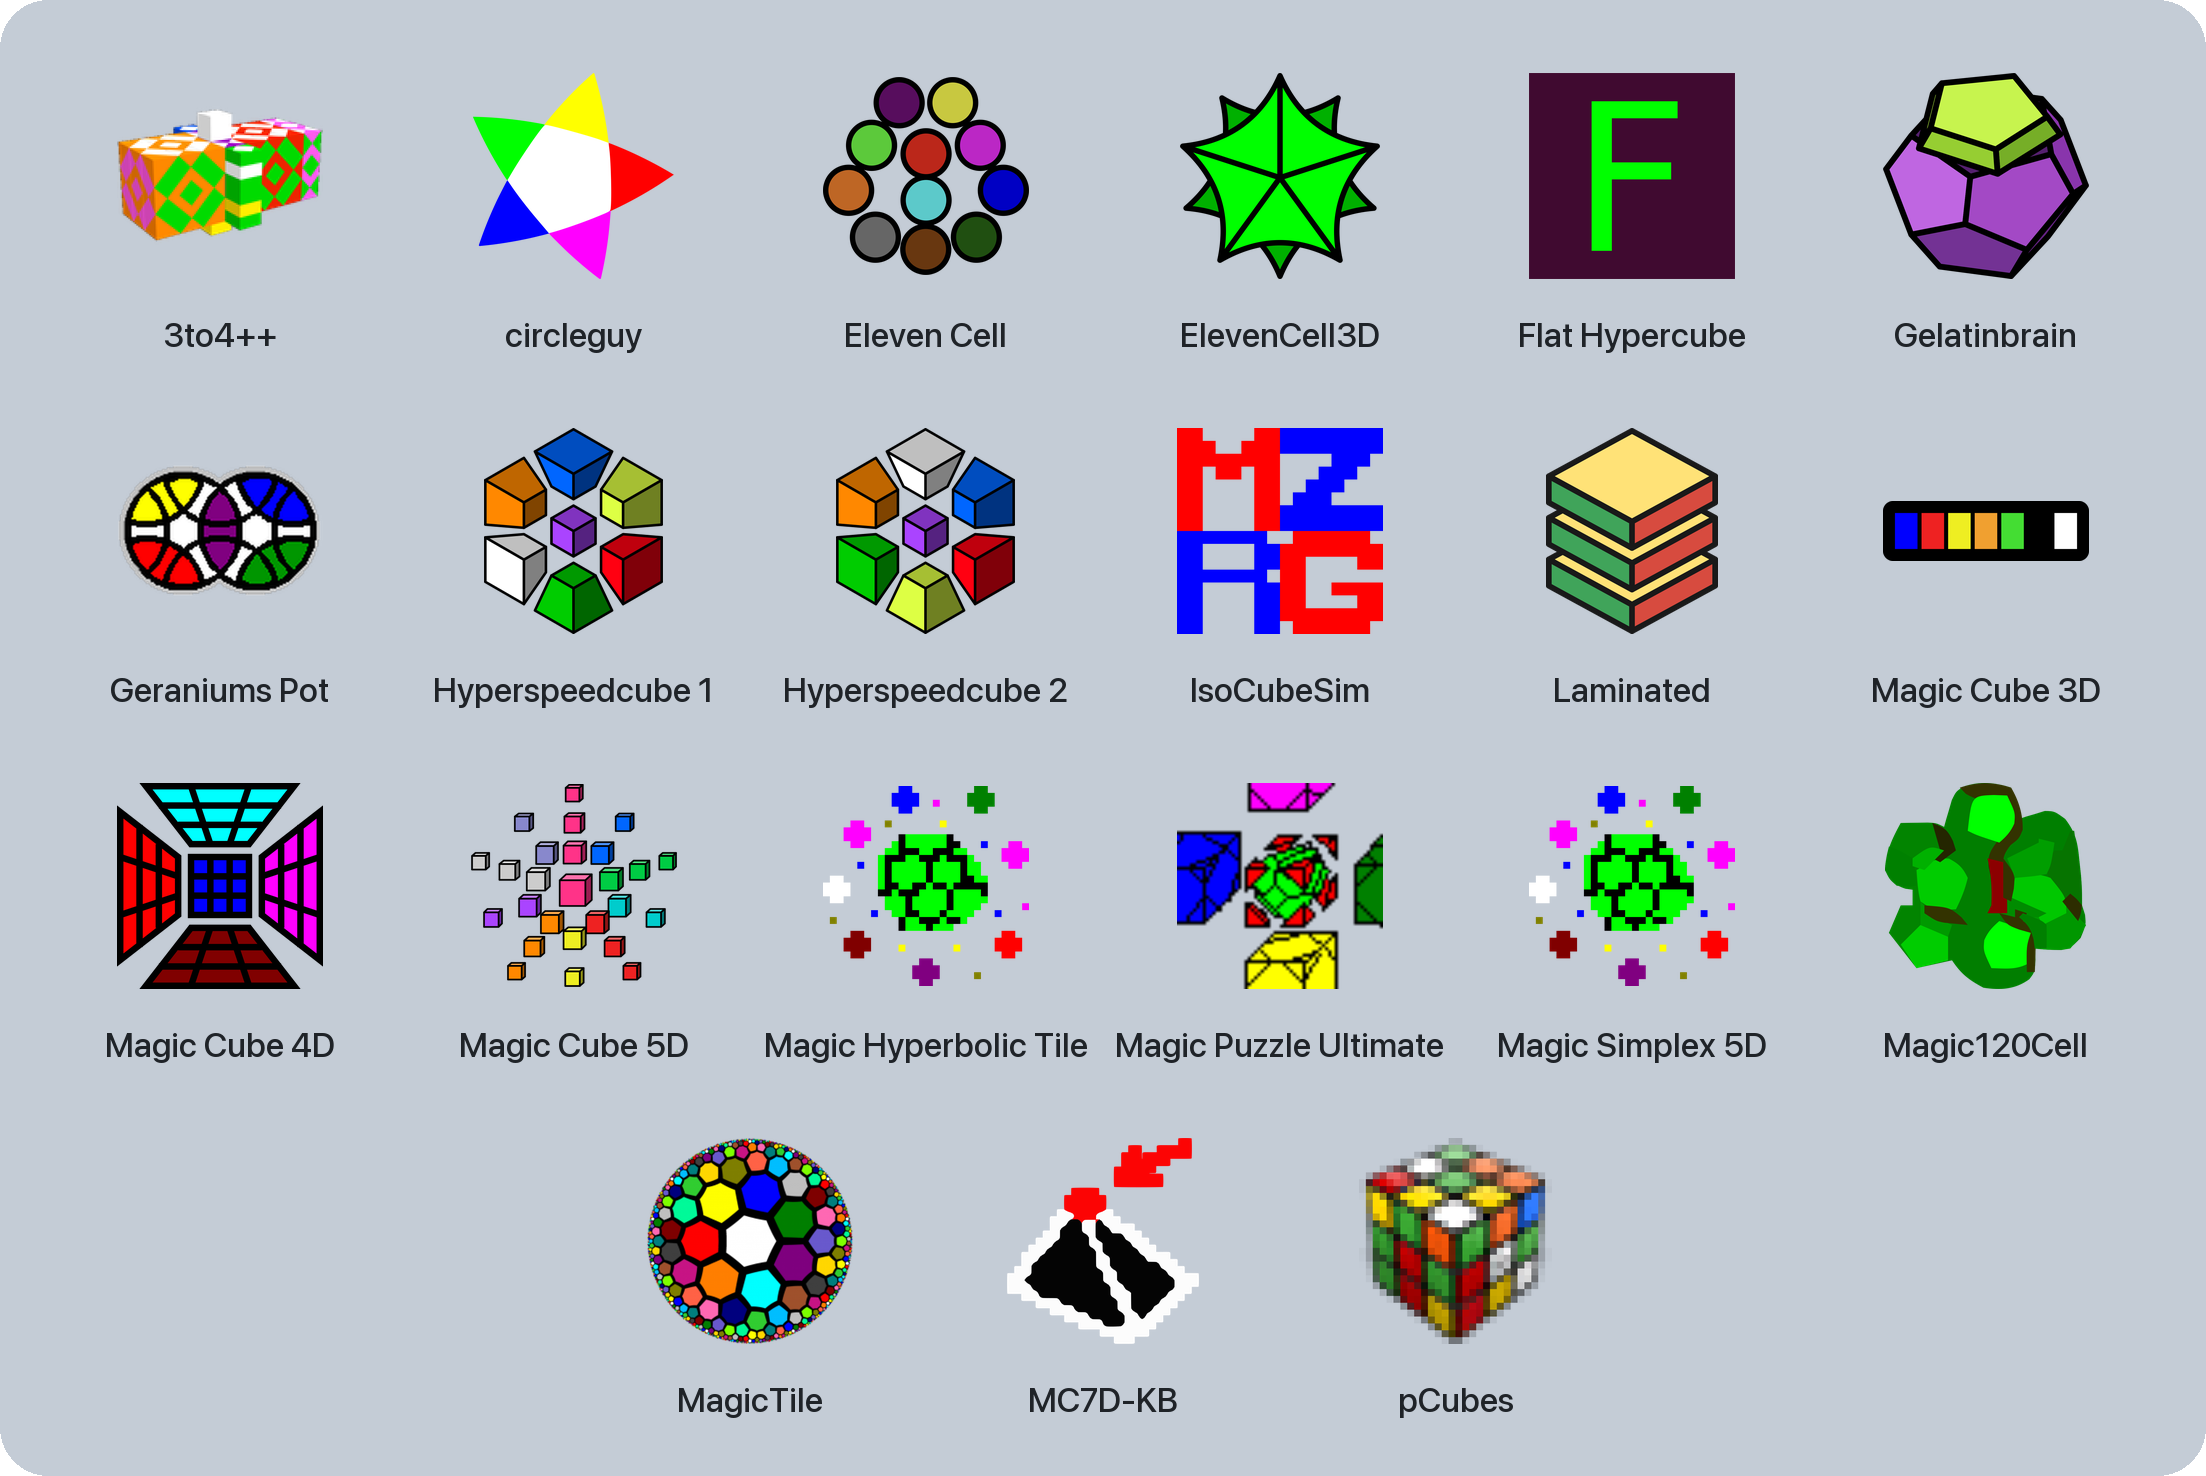 F
3to4++
circleguy
Eleven Cell
ElevenCell3D
Flat Hypercube
Gelatinbrain
MZ
RG
Geraniums Pot
Hyperspeedcube 1
Hyperspeedcube 2
IsoCubeSim
Laminated
Magic Cube 3D
Magic Cube 4D
Magic Cube 5D
Magic Hyperbolic Tile
Magic Puzzle Ultimate
Magic Simplex 5D
Magic120Cell
MagicTile
MC7D-KB
pCubes